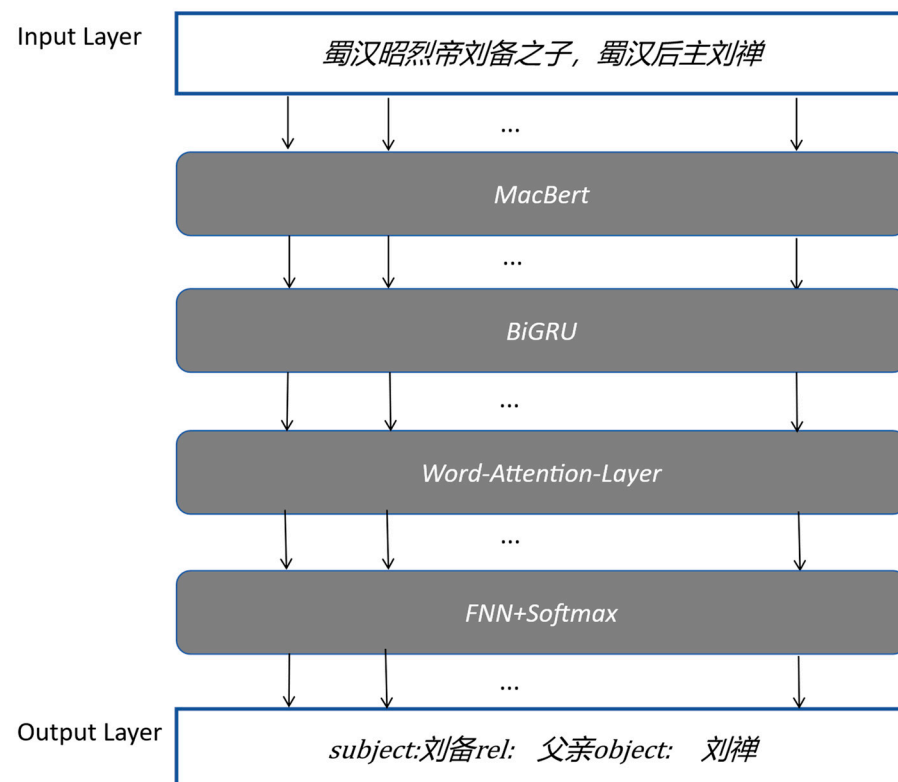 Input Layer
蜀汉昭烈帝刘备之子，蜀汉后主刘禅
...
MacBert
...
BiGRU
...
Word-Attention-Layer
...
FNN+Softmax
...
Output Layer
subject:刘备rel: 父亲object: 刘禅